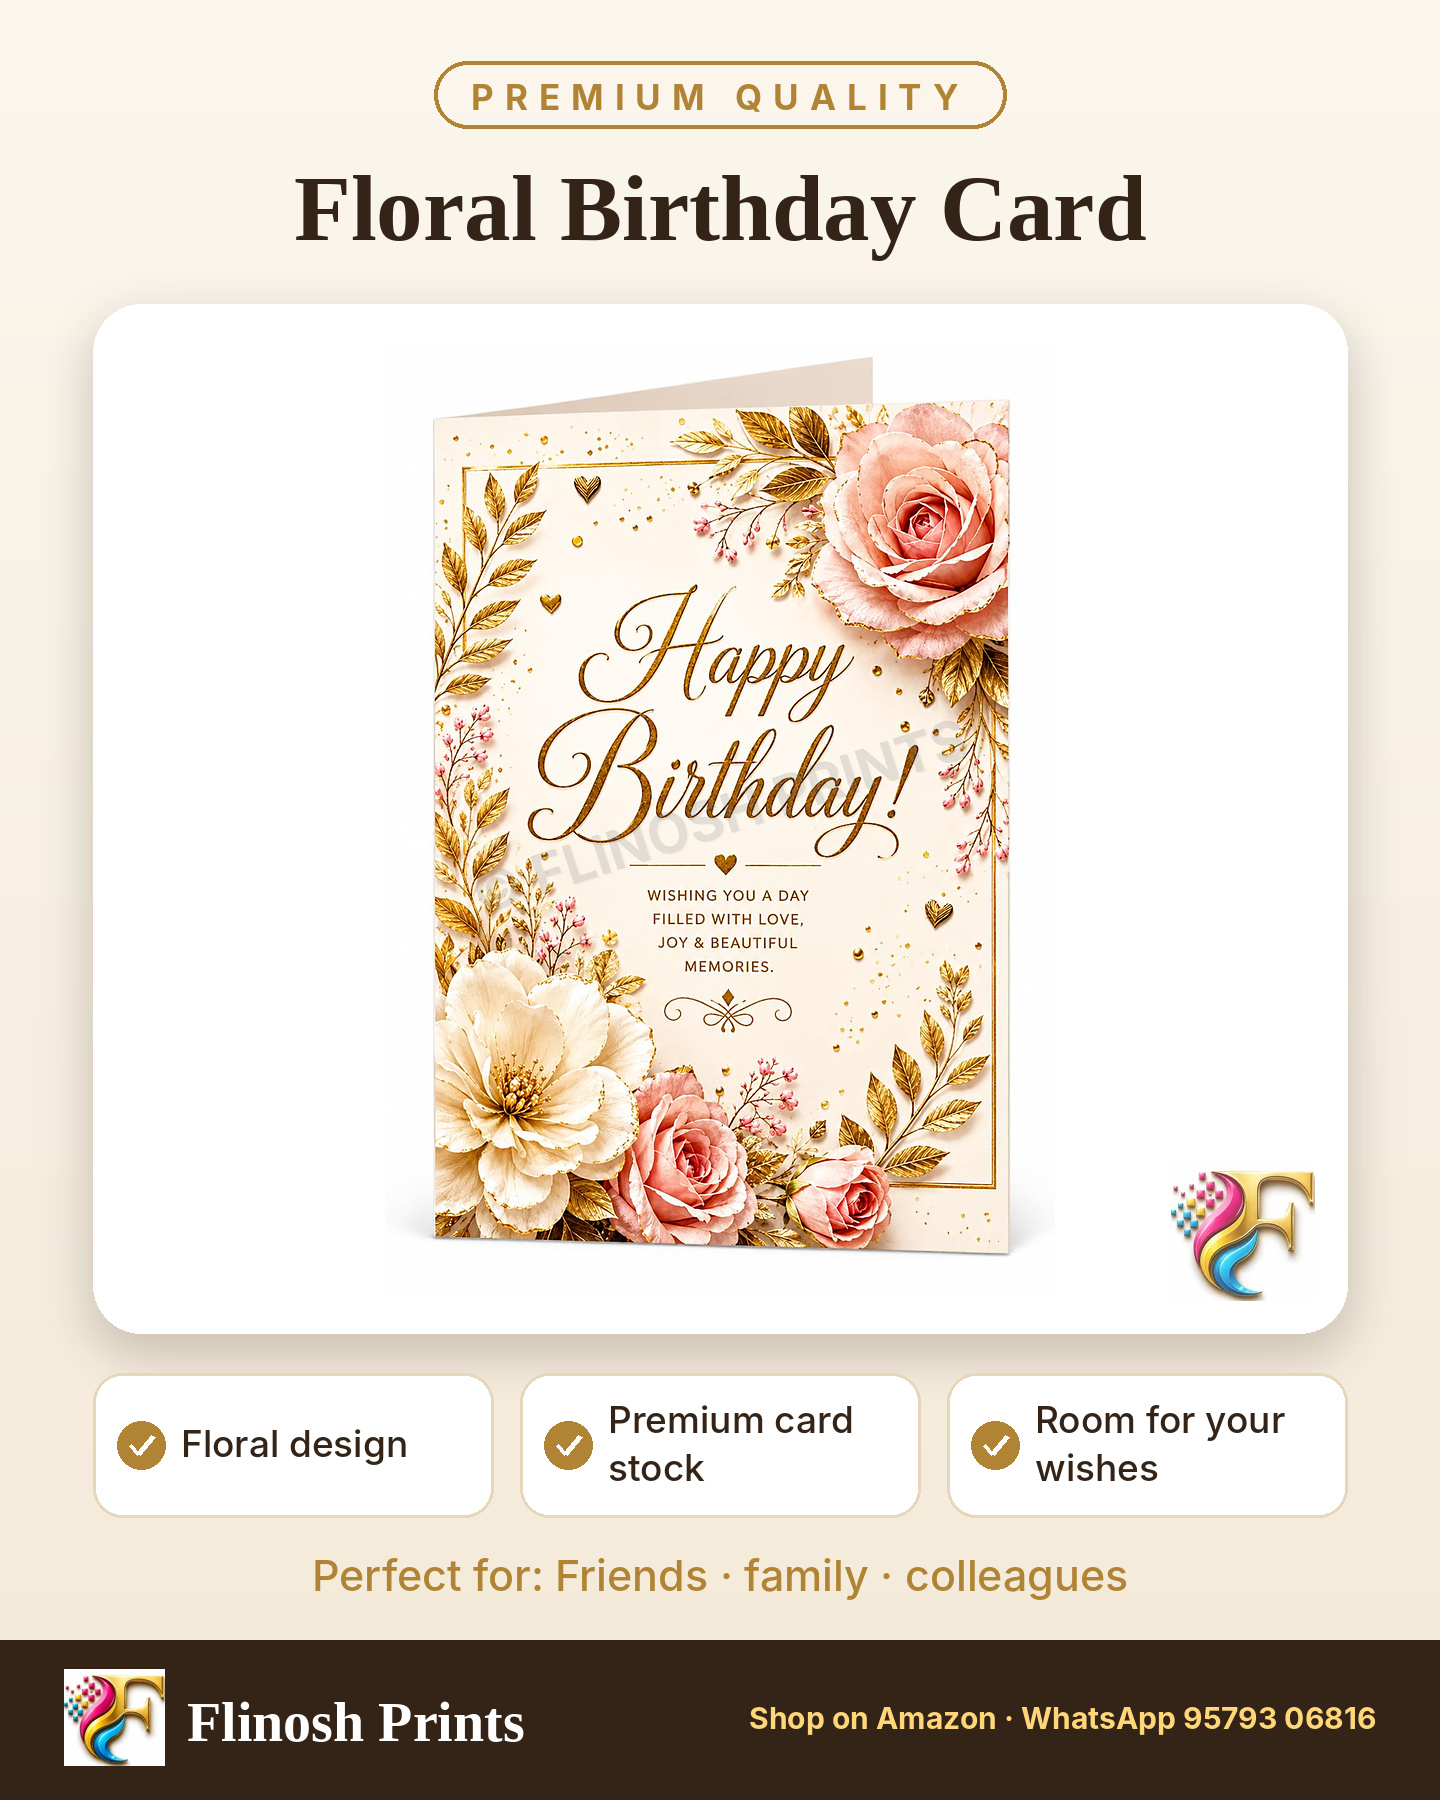 PREMIUM QUALITY
Floral Birthday Card
Happy
Birthday!
© FLINOSH PRINTS
WISHING YOU A DAY
FILLED WITH LOVE,
JOY & BEAUTIFUL
MEMORIES.
F
Floral design
Premium card
stock
Room for your
wishes
Perfect for: Friends · family · colleagues
F
Flinosh Prints
Shop on Amazon · WhatsApp 95793 06816